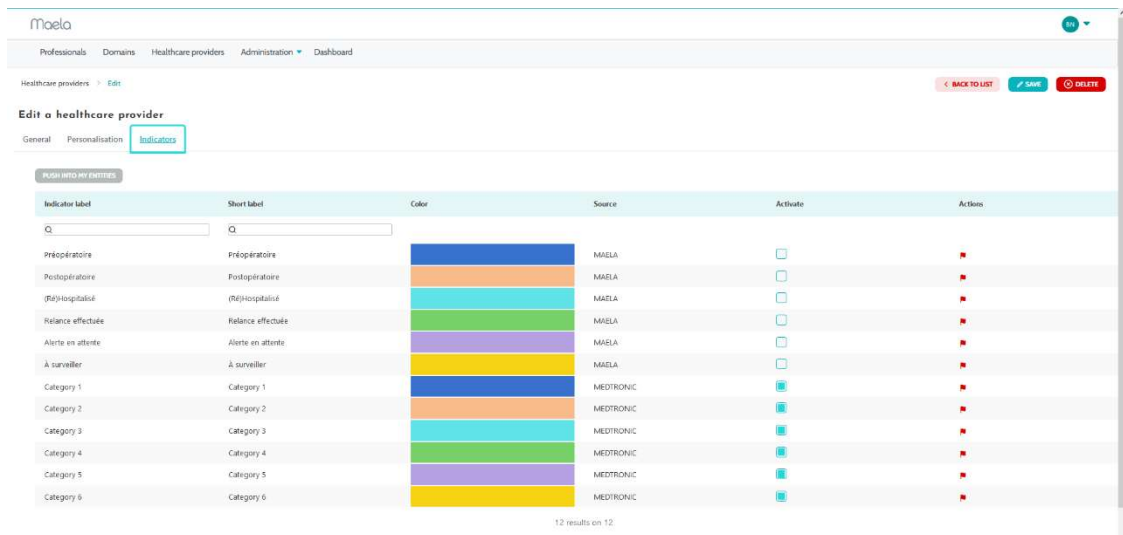 Maela
BN
Professionals Domains Healthcare providers Administration Dashboard
Healthcare providers > Edit
< BACK TO LIST SAVE DELETE
Edit a healthcare provider
General Personalisation Indicators
PUSH INTO MY ENTITIES
Indicator label Short label Color Source Activate Actions
Préopératoire Préopératoire MAELA
Postopératoire Postopératoire MAELA
(Ré)Hospitalisé (Ré)Hospitalisé MAELA
Relance effectuée Relance effectuée MAELA
Alerte en attente Alerte en attente MAELA
À surveiller À surveiller MAELA
Category 1 Category 1 MEDTRONIC
Category 2 Category 2 MEDTRONIC
Category 3 Category 3 MEDTRONIC
Category 4 Category 4 MEDTRONIC
Category 5 Category 5 MEDTRONIC
Category 6 Category 6 MEDTRONIC
12 results on 12